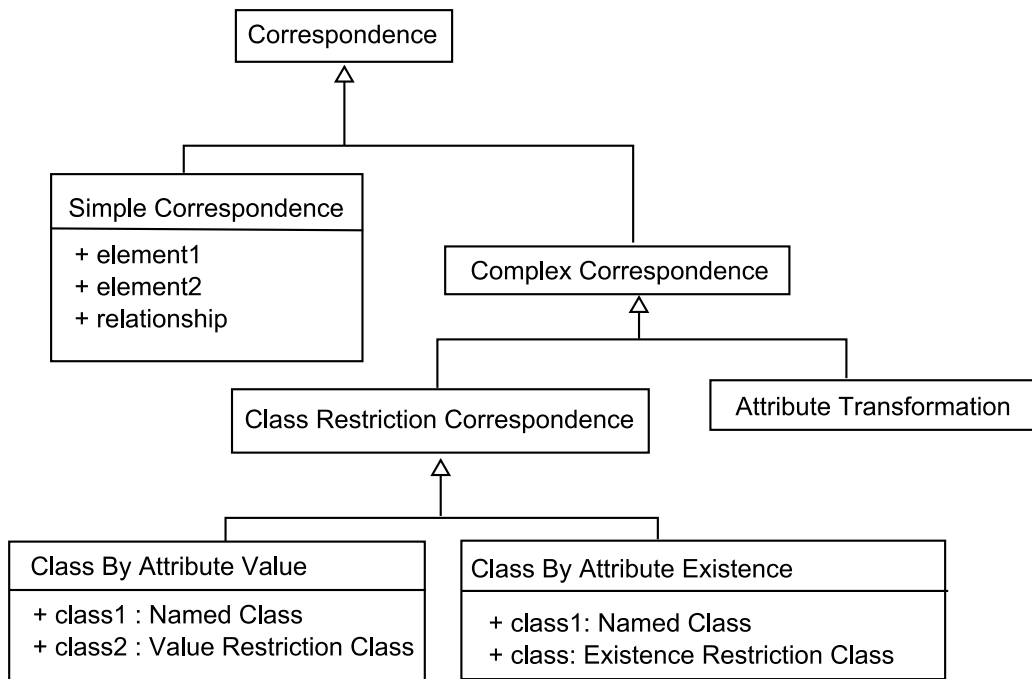 Correspondence
Simple Correspondence
+ element1
+ element2
+ relationship
Complex Correspondence
Class Restriction Correspondence
Attribute Transformation
Class By Attribute Value
+ class1 : Named Class
+ class2 : Value Restriction Class
Class By Attribute Existence
+ class1: Named Class
+ class: Existence Restriction Class